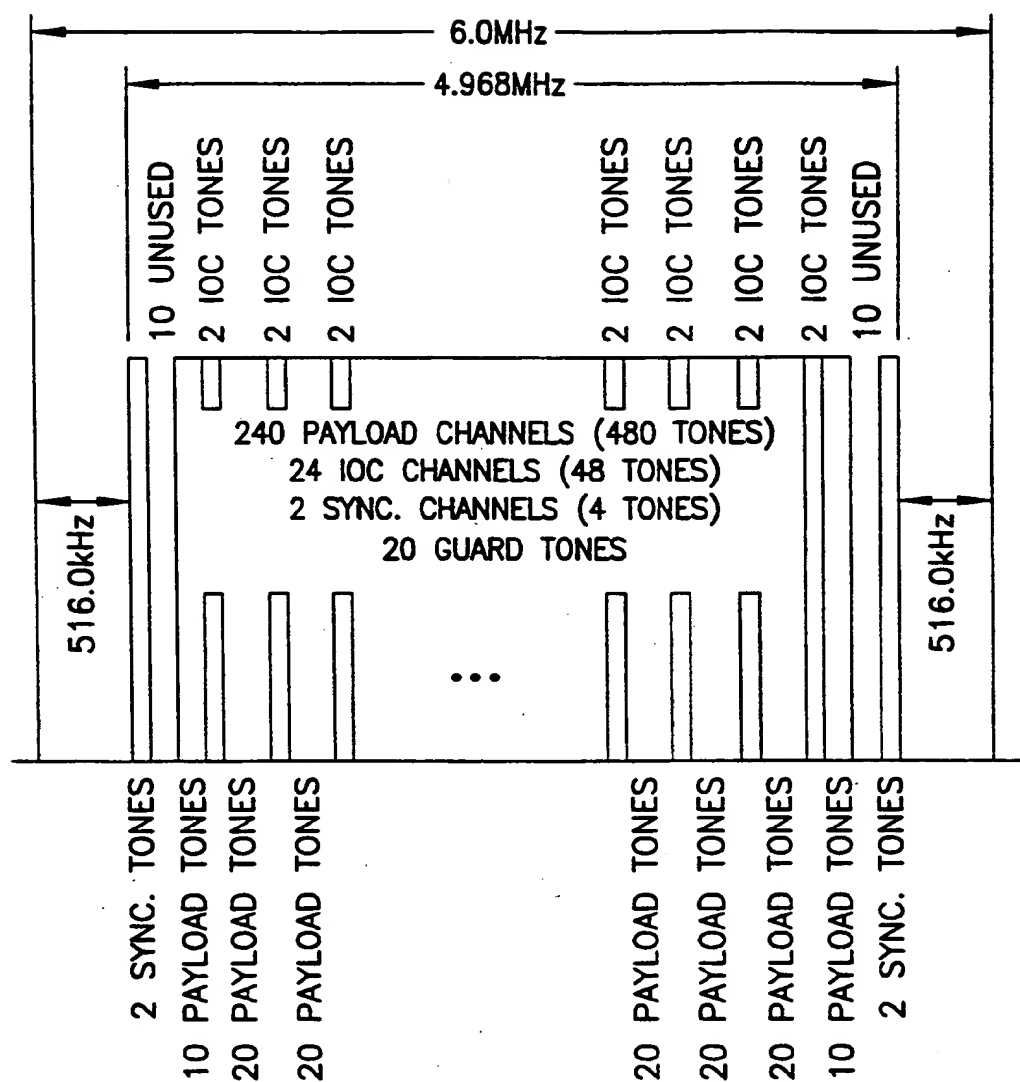 6.0MHz
4.968MHz
10 UNUSED
2 IOC TONES
2 IOC TONES
2 IOC TONES
2 IOC TONES
2 IOC TONES
2 IOC TONES
2 IOC TONES
10 UNUSED
240 PAYLOAD CHANNELS (480 TONES)
24 IOC CHANNELS (48 TONES)
2 SYNC. CHANNELS (4 TONES)
20 GUARD TONES
516.0kHz
516.0kHz
...
2 SYNC. TONES
10 PAYLOAD TONES
20 PAYLOAD TONES
20 PAYLOAD TONES
20 PAYLOAD TONES
20 PAYLOAD TONES
20 PAYLOAD TONES
10 PAYLOAD TONES
2 SYNC. TONES